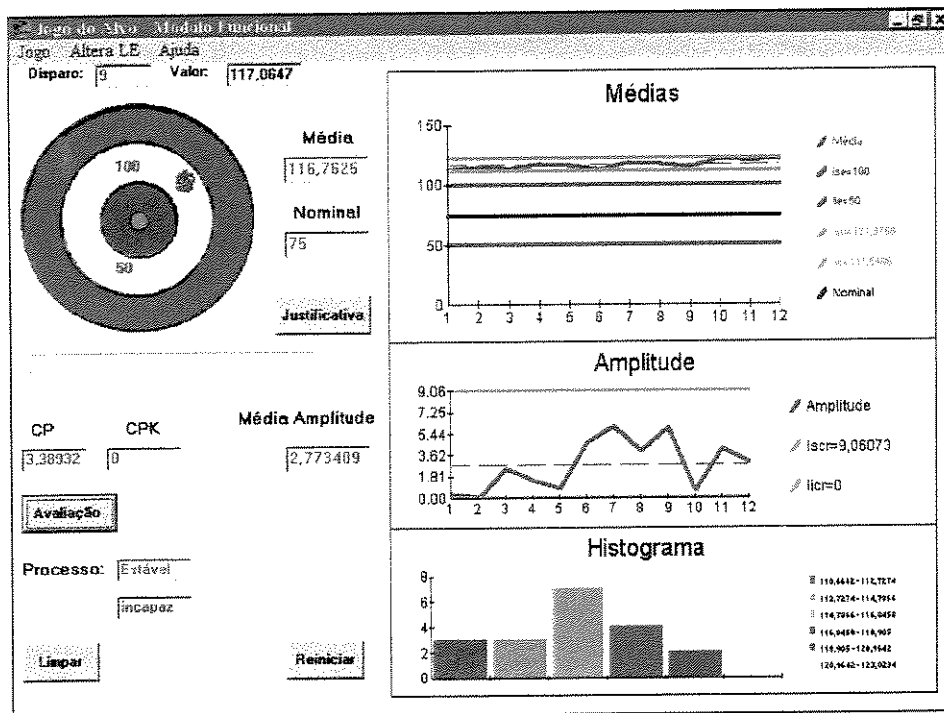 Jogo do Alvo - Módulo Funcional
Jogo Altera LE Ajuda
Disparo: 9 Valor: 117,0647
100
50
Média
116,7625
Nominal
75
Justificativa
CP CPK
3,38932 0
Média Amplitude
2,773409
Avaliação
Processo: Estável
incapaz
Limpar
Reiniciar
Médias
150
100
50
0
1 2 3 4 5 6 7 8 9 10 11 12
Média
lse=100
lie=50
Nominal
Amplitude
9.06
7.25
5.44
3.62
1.81
0.00
1 2 3 4 5 6 7 8 9 10 11 12
Amplitude
lscr=9,06073
licr=0
Histograma
8
6
4
2
0